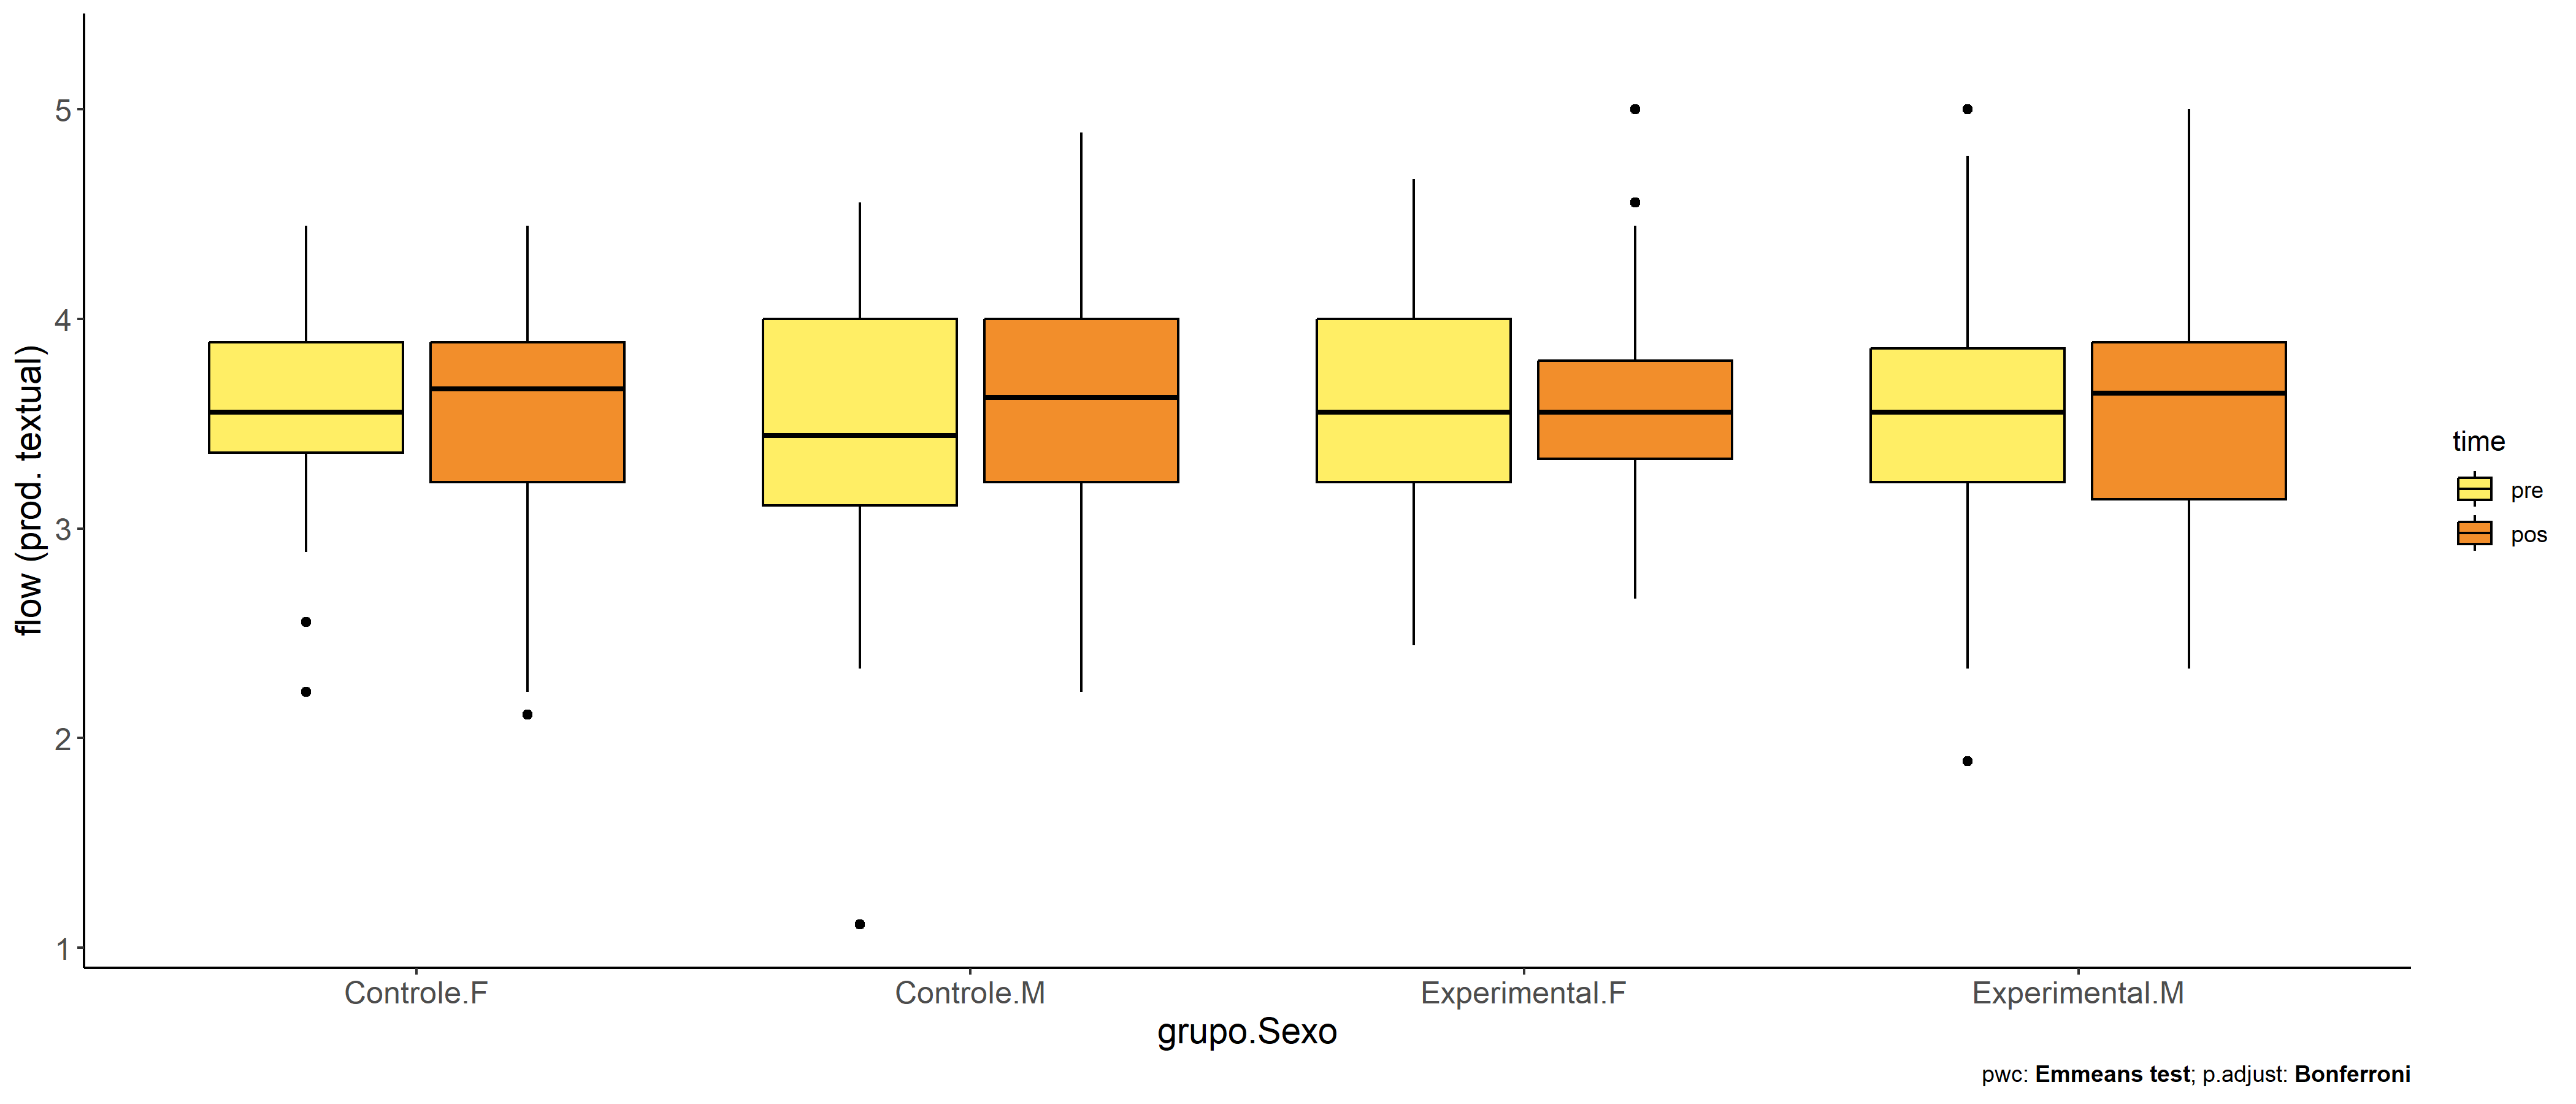 flow (prod. textual)
5
4
3
2
1
Controle.F
Controle.M
Experimental.F
Experimental.M
grupo.Sexo
time
pre
pos
pwc: Emmeans test; p.adjust: Bonferroni